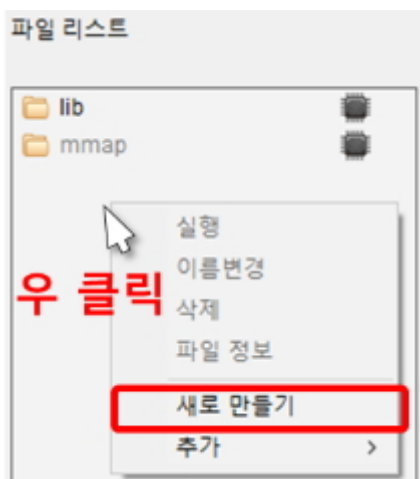 파일 리스트
lib
mmap
실행
우 클릭
이름변경
삭제
파일 정보
새로 만들기
추가